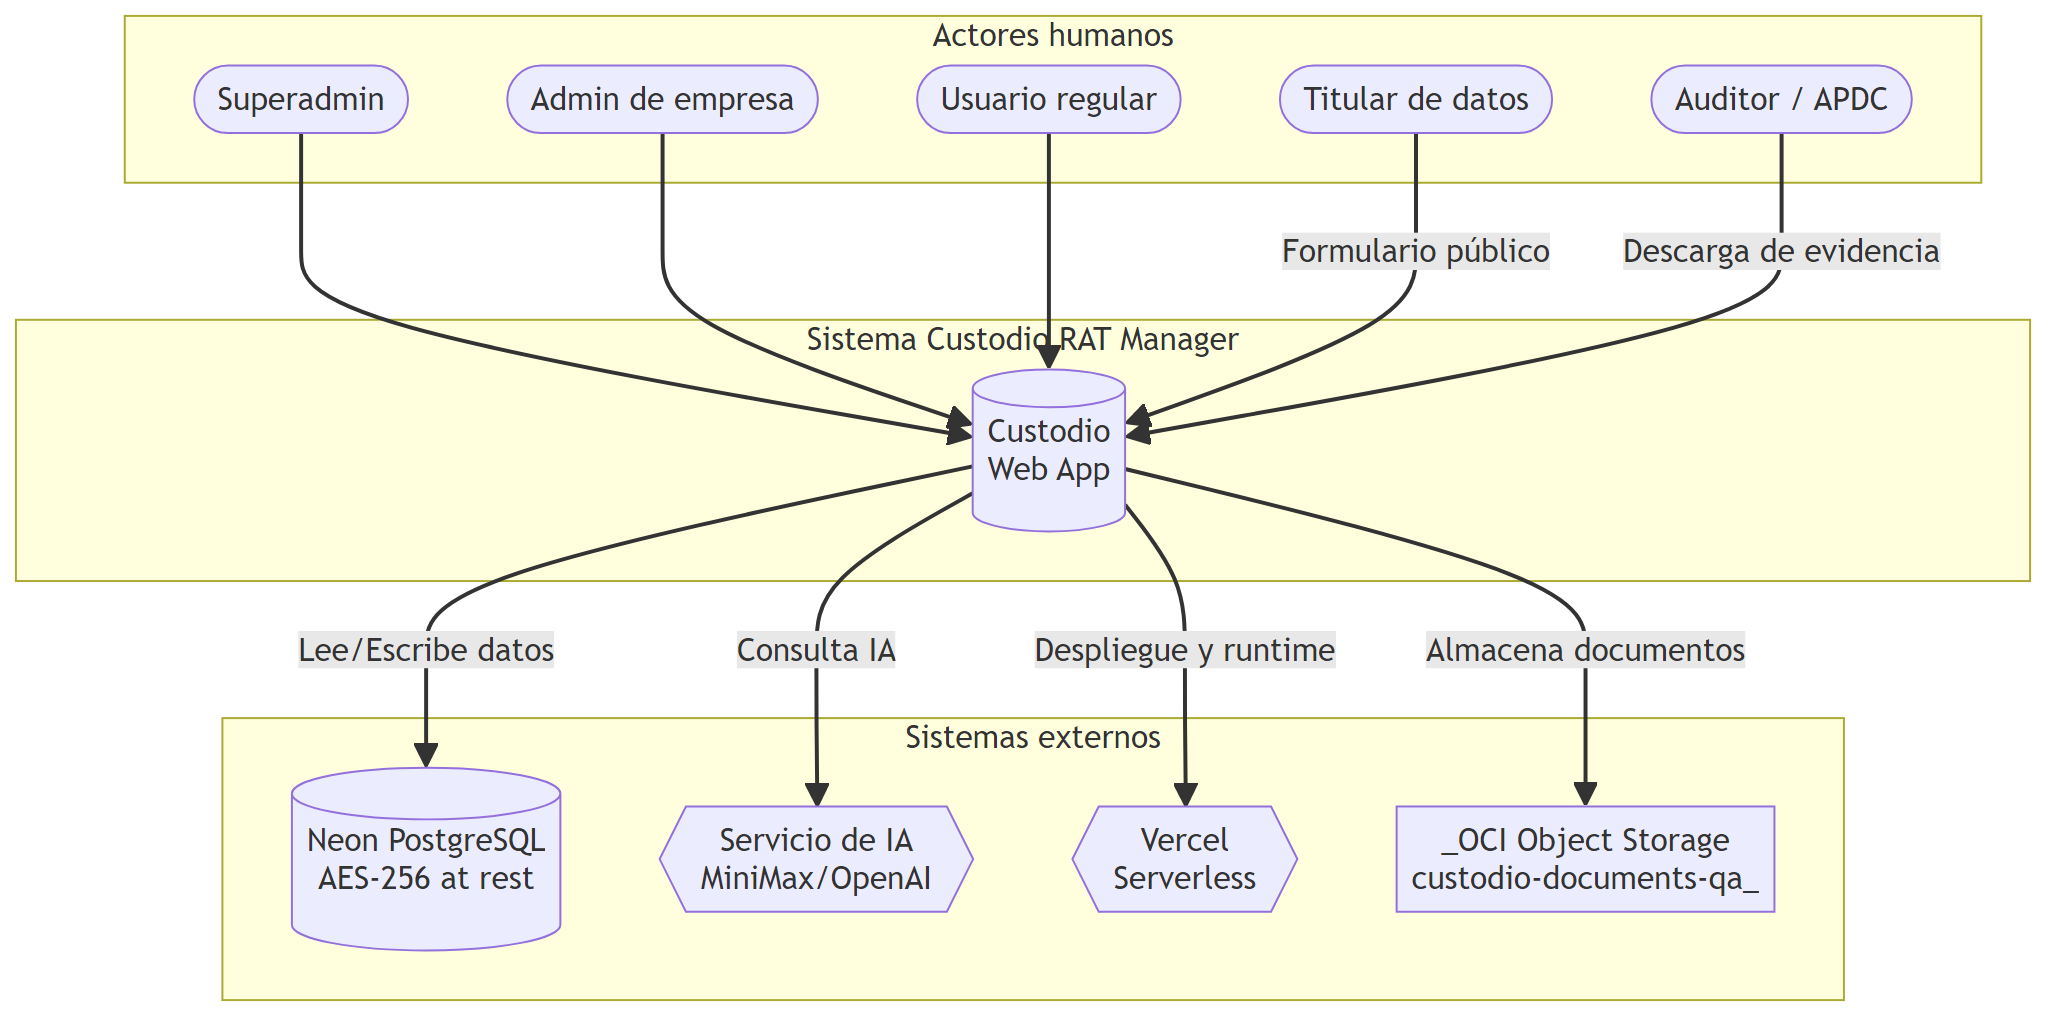 Actores humanos
Superadmin
Admin de empresa
Usuario regular
Titular de datos
Auditor / APDC
Formulario público
Descarga de evidencia
Sistema Custodio RAT Manager
Custodio
Web App
Lee/Escribe datos
Consulta IA
Despliegue y runtime
Almacena documentos
Sistemas externos
Neon PostgreSQL
AES-256 at rest
Servicio de IA
MiniMax/OpenAI
Vercel
Serverless
_OCI Object Storage
custodio-documents-qa_